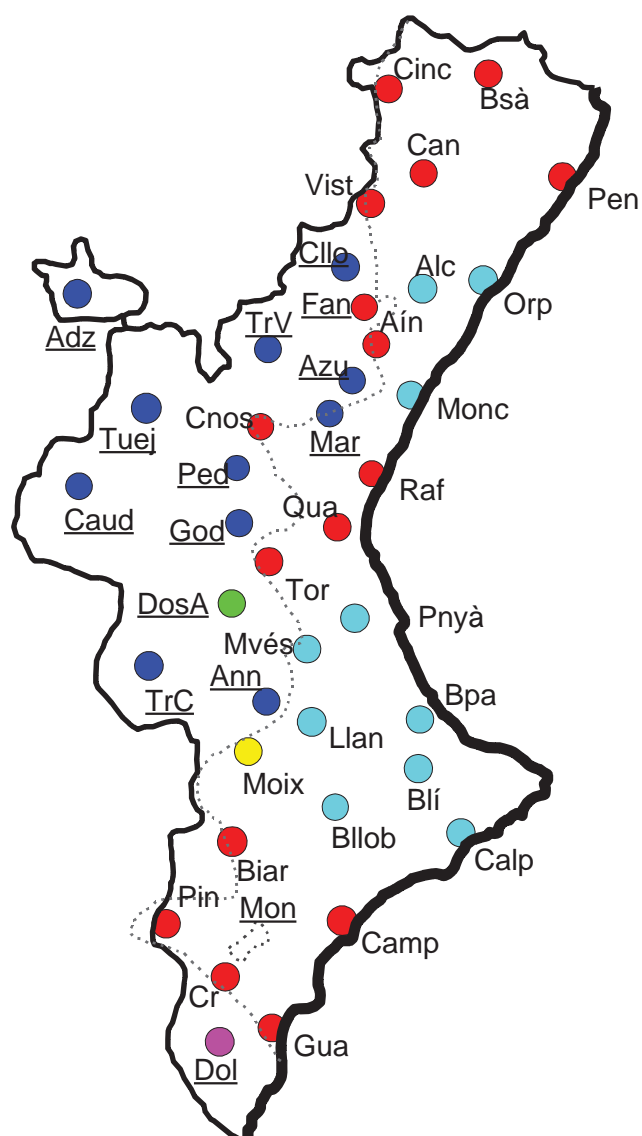 Cinc
Bsà
Can
Vist
Pen
Cllo
Alc
Orp
Fan
Adz
TrV
Aín
Azu
Monc
Cnos
Tuej
Mar
Ped
Raf
Caud
Qua
God
Tor
DosA
Pnyà
Mvés
Ann
TrC
Bpa
Llan
Moix
Blí
Bllob
Calp
Biar
Pin
Mon
Camp
Cr
Gua
Dol